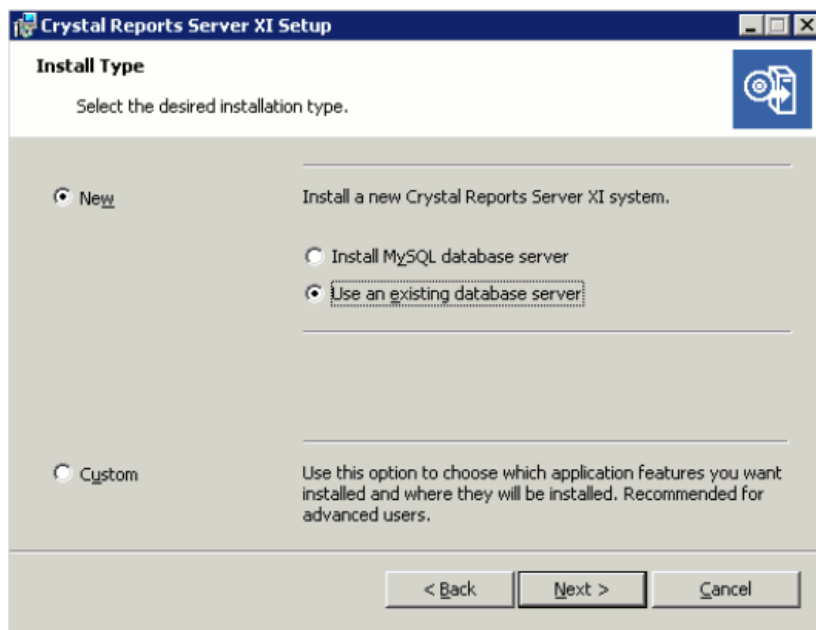 Crystal Reports Server XI Setup
Install Type
Select the desired installation type.
New
Install a new Crystal Reports Server XI system.
Install MySQL database server
Use an existing database server
Custom
Use this option to choose which application features you want
installed and where they will be installed. Recommended for
advanced users.
< Back
Next >
Cancel